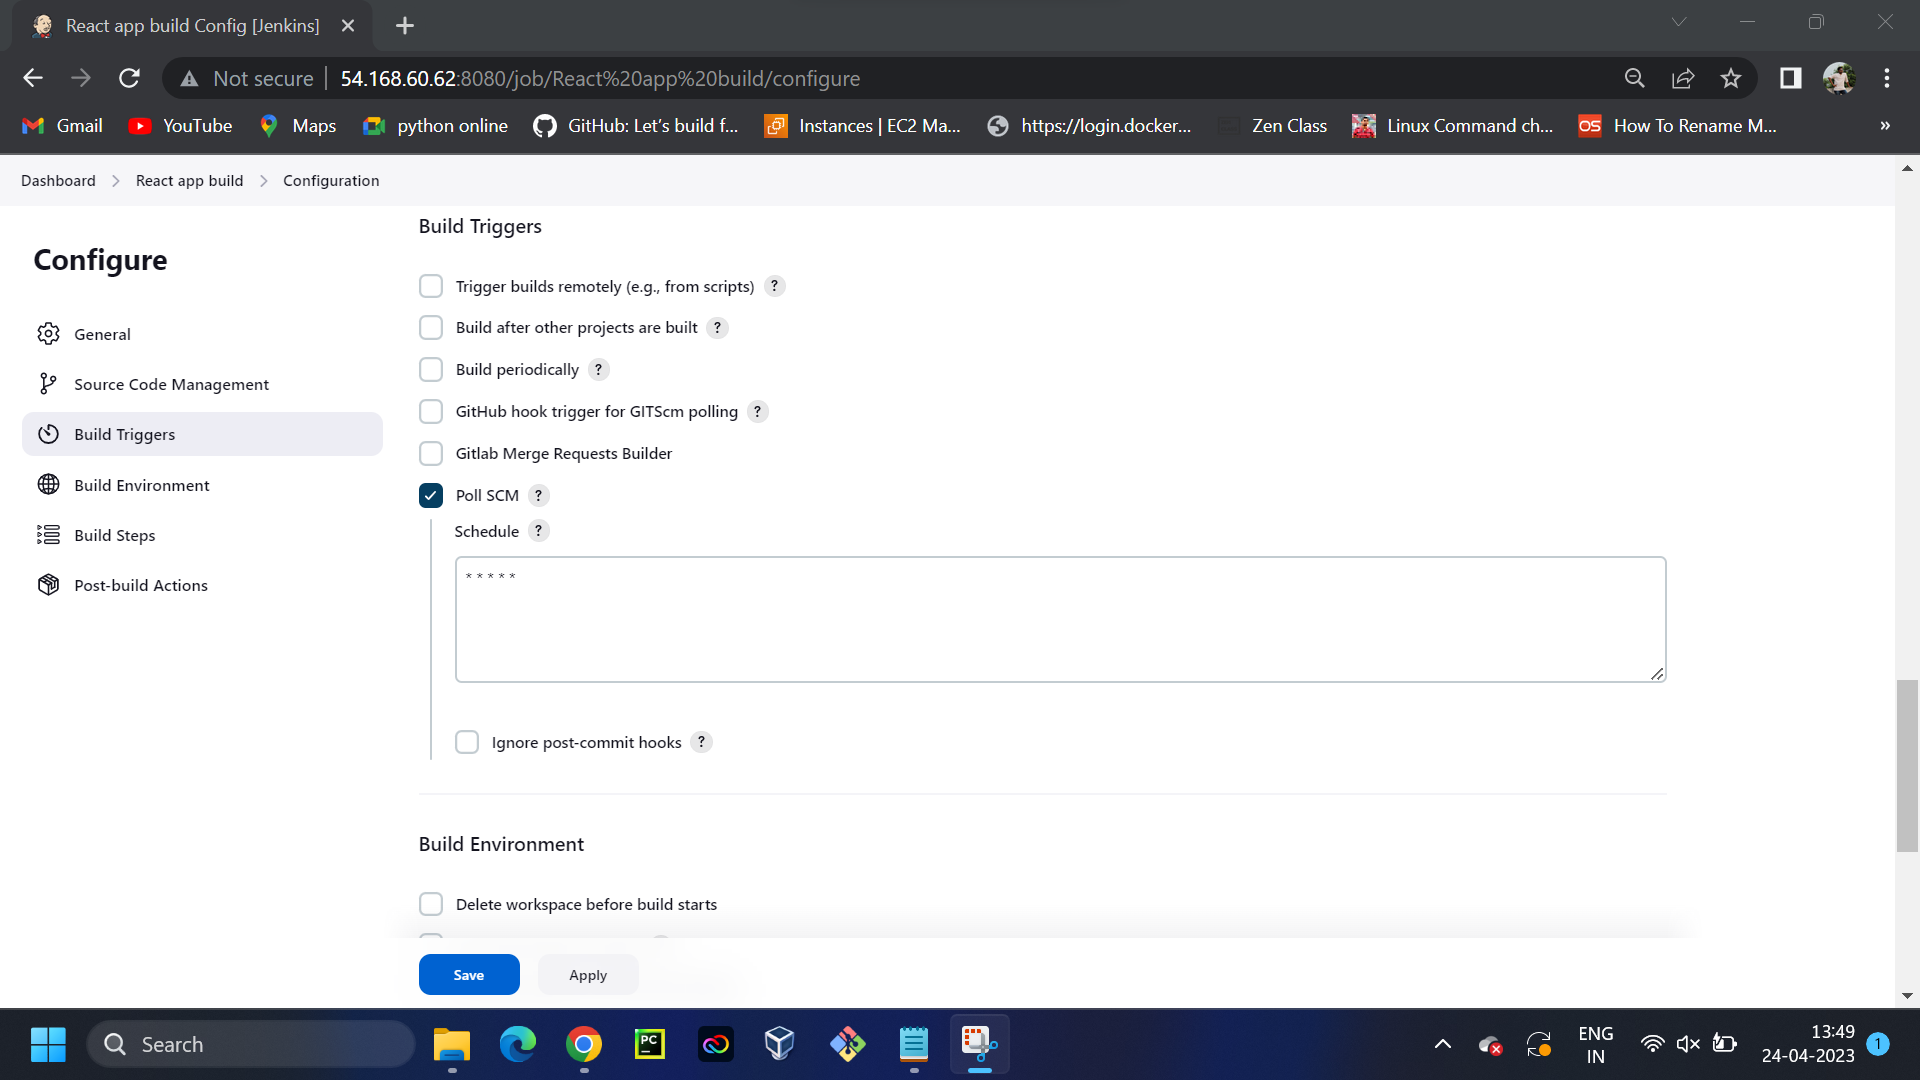 React app build Config [Jenkins]
Not secure
54.168.60.62:8080/job/React%20app%20build/configure
Gmail
YouTube
Maps
python online
GitHub: Let's build f...
Instances | EC2 Ma...
https://login.docker...
Zen Class
Linux Command ch...
OS
How To Rename M...
»
Dashboard
React app build
Configuration
Configure
General
Source Code Management
Build Triggers
Build Environment
Build Steps
Post-build Actions
Build Triggers
Trigger builds remotely (e.g., from scripts) ?
Build after other projects are built ?
Build periodically ?
GitHub hook trigger for GITScm polling ?
Gitlab Merge Requests Builder
Poll SCM ?
Schedule ?
* * * * *
Ignore post-commit hooks ?
Build Environment
Delete workspace before build starts
Save
Apply
Search
PC
ENG
IN
13:49
24-04-2023
1